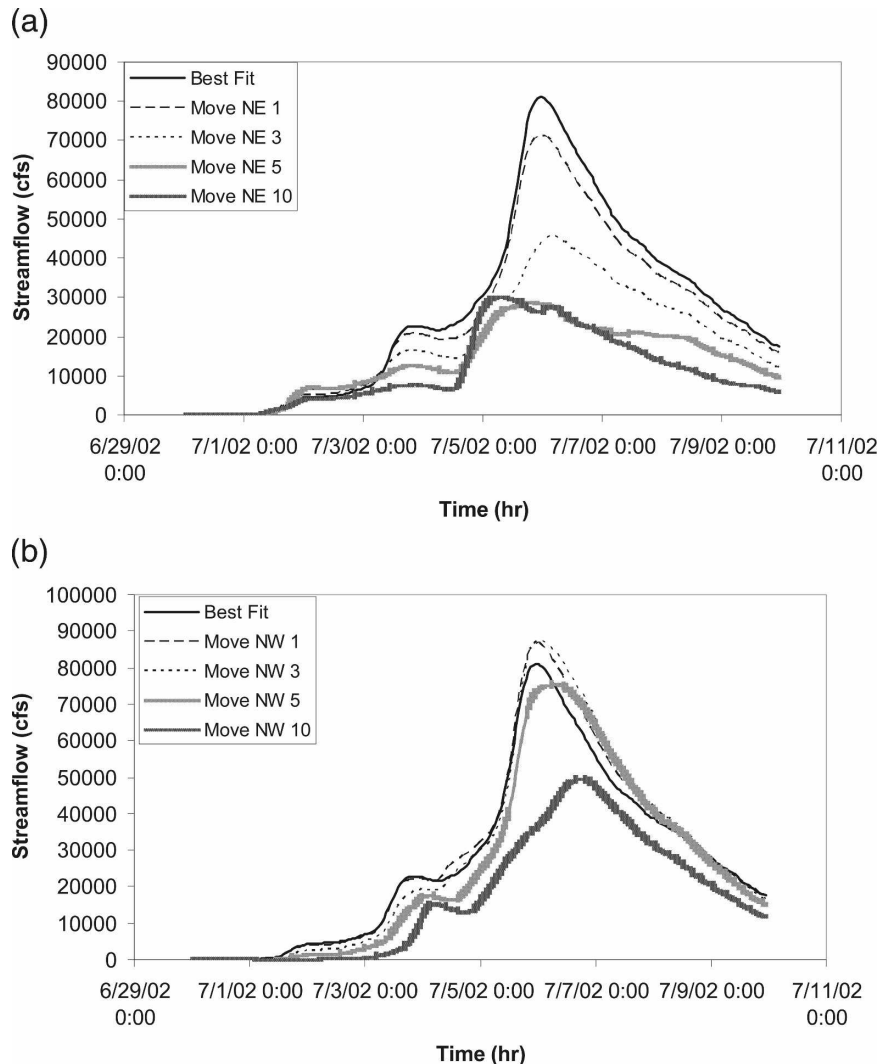 (a)
90000
80000
70000
60000
50000
40000
30000
20000
10000
0
Streamflow (cfs)
Best Fit
Move NE 1
Move NE 3
Move NE 5
Move NE 10
6/29/02 7/1/02 0:00 7/3/02 0:00 7/5/02 0:00 7/7/02 0:00 7/9/02 0:00 7/11/02
0:00 0:00
Time (hr)
(b)
100000
90000
80000
70000
60000
50000
40000
30000
20000
10000
0
Streamflow (cfs)
Best Fit
Move NW 1
Move NW 3
Move NW 5
Move NW 10
6/29/02 7/1/02 0:00 7/3/02 0:00 7/5/02 0:00 7/7/02 0:00 7/9/02 0:00 7/11/02
0:00 0:00
Time (hr)